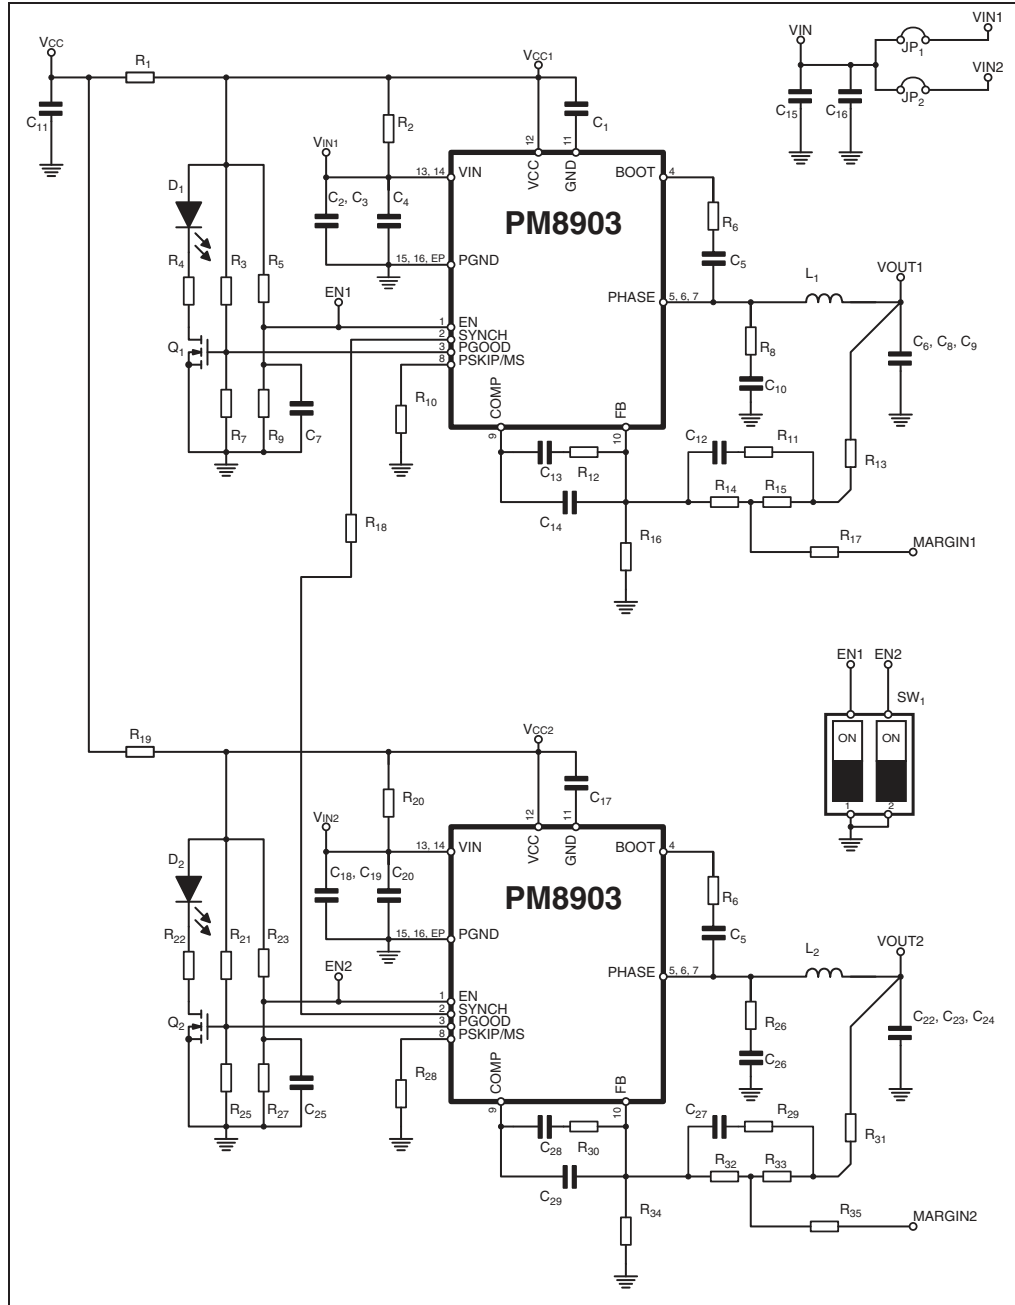 VIN1
VIN
VCC
R1
VCC1
JP1
VIN2
C11
C1
C15
C16
JP2
R2
12
11
VIN1
13, 14
VIN
VCC
GND
BOOT
4
D1
C2, C3
C4
PM8903
R6
15, 16, EP
PGND
C5
R4
R3
R5
L1
VOUT1
EN1
PHASE
5, 6, 7
1
EN
2
SYNCH
Q1
3
PGOOD
R8
C6, C8, C9
8
PSKIP/MS
C10
R10
COMP
FB
R7
R9
C7
9
10
C12
R11
R13
C13
R12
R14
R15
C14
R18
R16
R17
MARGIN1
EN1
EN2
SW1
R19
VCC2
ON
ON
C17
R20
12
11
1
2
VIN2
13, 14
VIN
VCC
GND
BOOT
4
D2
C18, C19
C20
PM8903
R6
15, 16, EP
PGND
C5
R22
R21
R23
L2
VOUT2
EN2
PHASE
5, 6, 7
1
EN
2
SYNCH
Q2
3
PGOOD
R26
C22, C23, C24
8
PSKIP/MS
C26
R28
COMP
FB
R25
R27
C25
9
10
C27
R29
R31
C28
R30
R32
R33
C29
R34
R35
MARGIN2